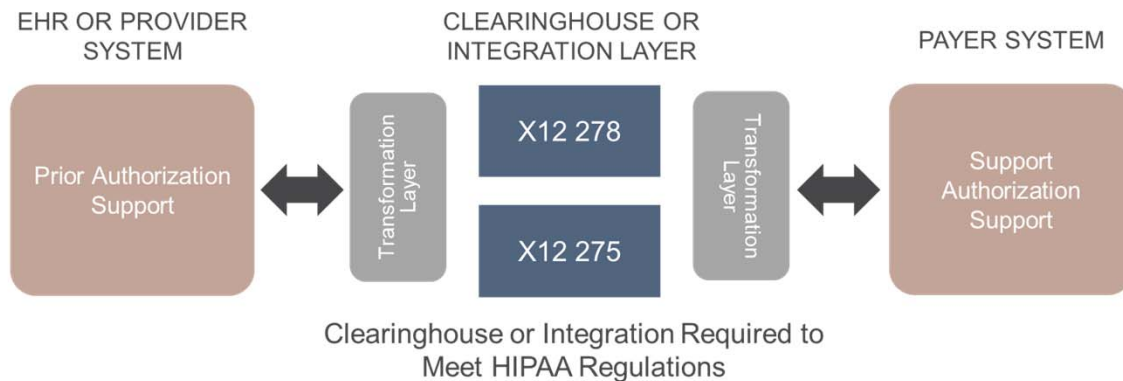 EHR OR PROVIDER
SYSTEM
CLEARINGHOUSE OR
INTEGRATION LAYER
PAYER SYSTEM
Prior Authorization
Support
Transformation
Layer
X12 278
X12 275
Transformation
Layer
Support
Authorization
Support
Clearinghouse or Integration Required to
Meet HIPAA Regulations